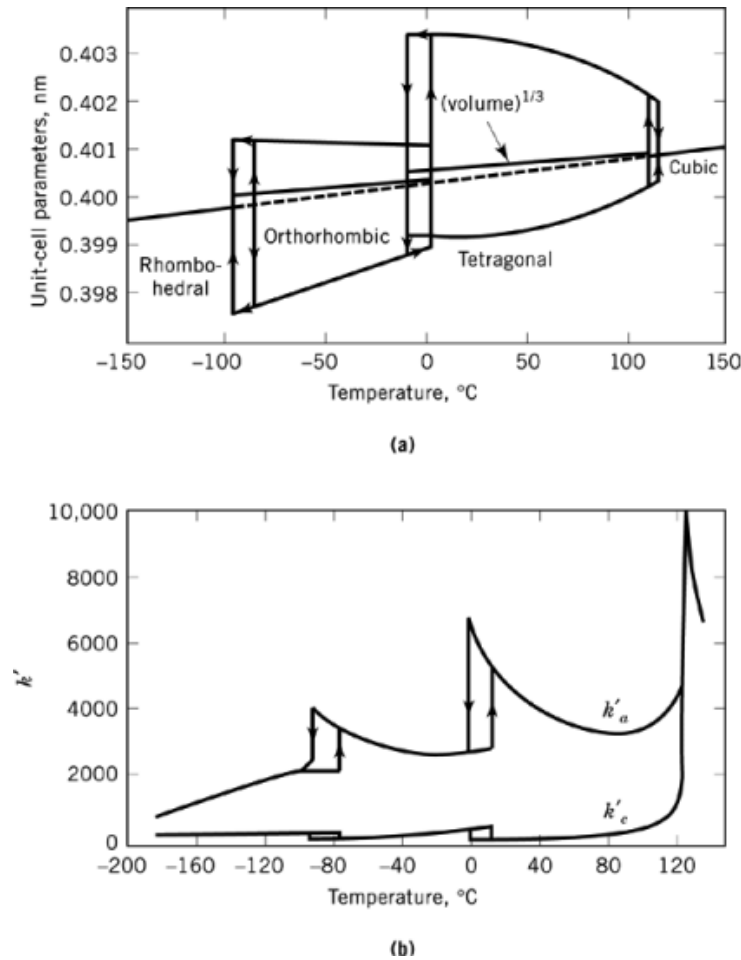 0.403
0.402
0.401
0.400
0.399
0.398
Unit-cell parameters, nm
(volume)1/3
Cubic
Orthorhombic
Tetragonal
Rhombo-
hedral
−150 −100 −50 0 50 100 150
Temperature, °C
(a)
10,000
8000
6000
4000
2000
0
k′
k′a
k′c
−200 −160 −120 −80 −40 0 40 80 120
Temperature, °C
(b)